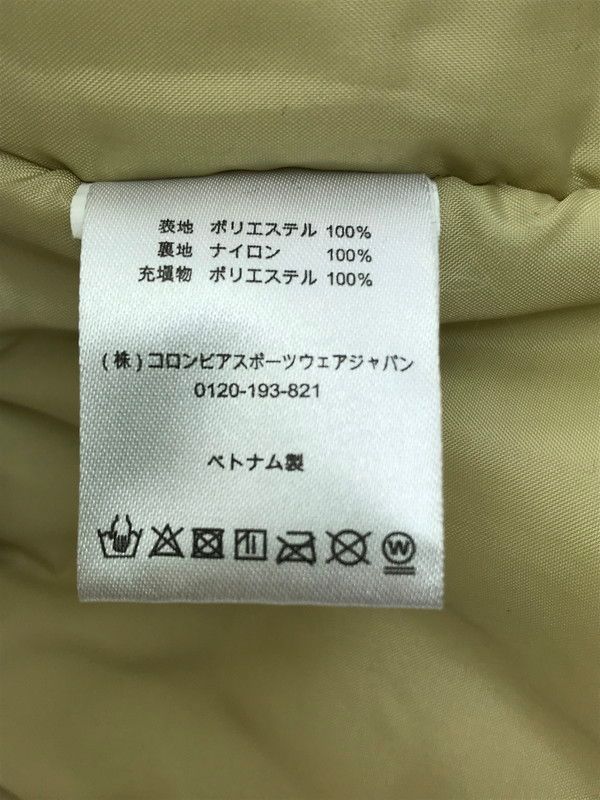 表地 ポリエステル 100%
裏地 ナイロン 100%
充填物 ポリエステル 100%
(株)コロンビアスポーツウェアジャパン
0120-193-821
ベトナム製
W